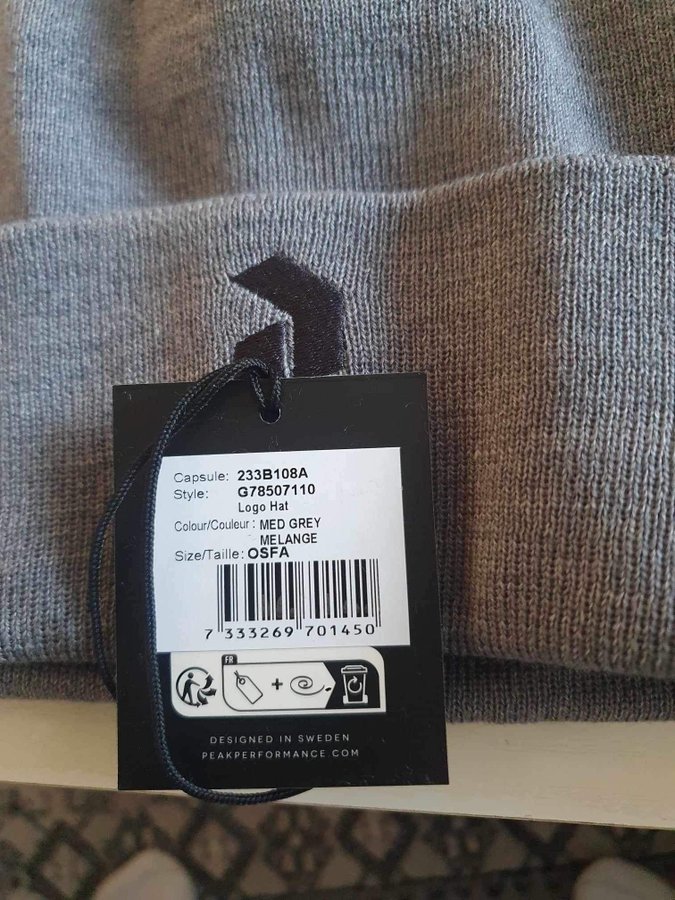 Capsule: 233B108A
Style: G78507110
Logo Hat
Colour/Couleur : MED GREY
MELANGE
Size/Taille: OSFA
7 333269 701450
FR
+
DESIGNED IN SWEDEN
PEAKPERFORMANCE.COM